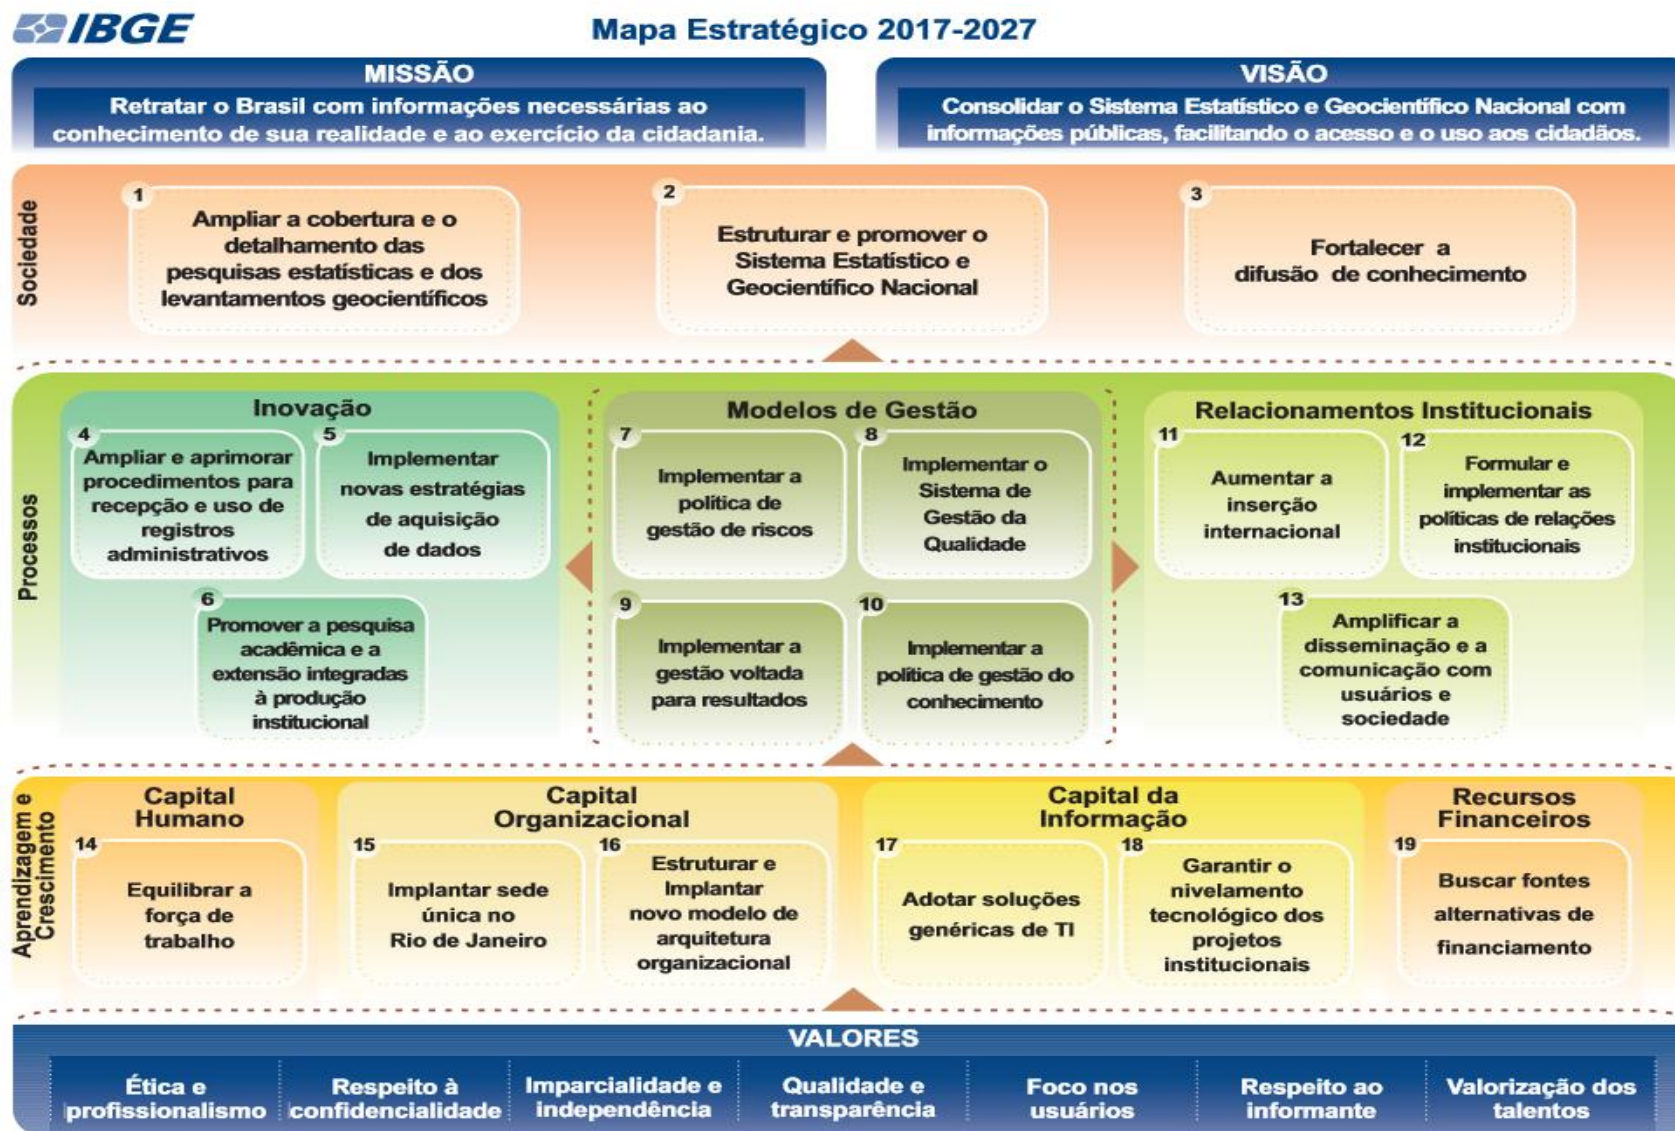 IBGE
Mapa Estratégico 2017-2027
MISSÃO
Retratar o Brasil com informações necessárias ao
conhecimento de sua realidade e ao exercício da cidadania.
VISÃO
Consolidar o Sistema Estatístico e Geocientífico Nacional com
informações públicas, facilitando o acesso e o uso aos cidadãos.
Sociedade
1
Ampliar a cobertura e o
detalhamento das
pesquisas estatísticas e dos
levantamentos geocientíficos
2
Estruturar e promover o
Sistema Estatístico e
Geocientífico Nacional
3
Fortalecer a
difusão de conhecimento
Processos
Inovação
4
Ampliar e aprimorar
procedimentos para
recepção e uso de
registros
administrativos
5
Implementar
novas estratégias
de aquisição
de dados
6
Promover a pesquisa
acadêmica e a
extensão integradas
à produção
institucional
Modelos de Gestão
7
Implementar a
política de
gestão de riscos
8
Implementar o
Sistema de
Gestão da
Qualidade
9
Implementar a
gestão voltada
para resultados
10
Implementar a
política de gestão do
conhecimento
Relacionamentos Institucionais
11
Aumentar a
inserção
internacional
12
Formular e
implementar as
políticas de relações
institucionais
13
Amplificar a
disseminação e a
comunicação com
usuários e
sociedade
Aprendizagem e
Crescimento
Capital
Humano
14
Equilibrar a
força de
trabalho
Capital
Organizacional
15
Implantar sede
única no
Rio de Janeiro
16
Estruturar e
Implantar
novo modelo de
arquitetura
organizacional
Capital da
Informação
17
Adotar soluções
genéricas de TI
18
Garantir o
nivelamento
tecnológico dos
projetos
institucionais
Recursos
Financeiros
19
Buscar fontes
alternativas de
financiamento
VALORES
Ética e
profissionalismo
Respeito à
confidencialidade
Imparcialidade e
independência
Qualidade e
transparência
Foco nos
usuários
Respeito ao
informante
Valorização dos
talentos